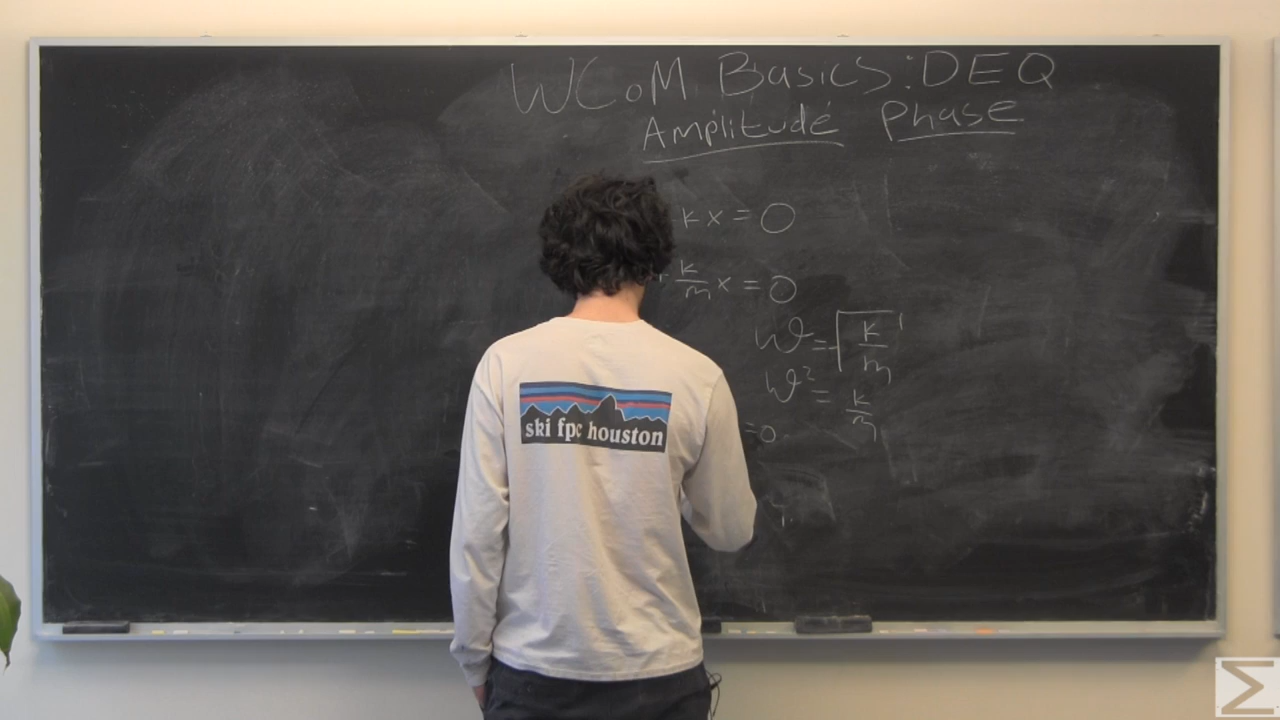 WCoM Basics: DEQ
Amplitude Phase
kx = 0
+ k/m x = 0
ω = √k/m
ω² = k/m
= 0
ski fpc houston
Σ